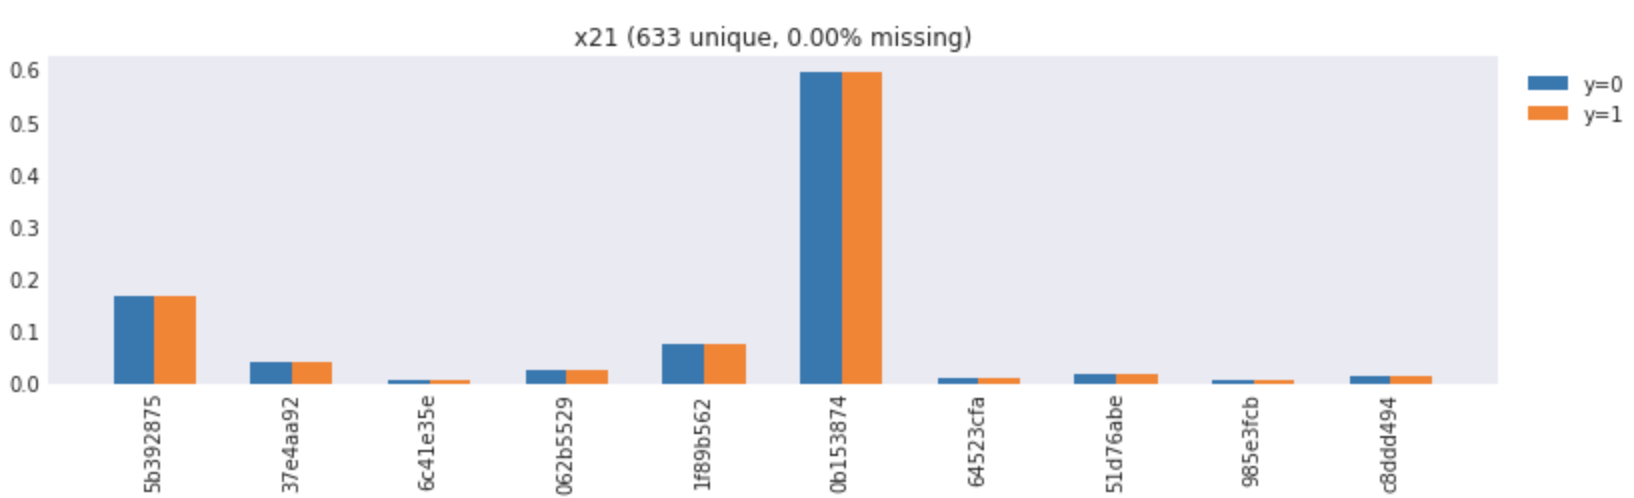 x21 (633 unique, 0.00% missing)
0.6
0.5
0.4
0.3
0.2
0.1
0.0
y=0
y=1
5b392875
37e4aa92
6c41e35e
062b5529
1f89b562
0b153874
64523cfa
51d76abe
985e3fcb
c8ddd494